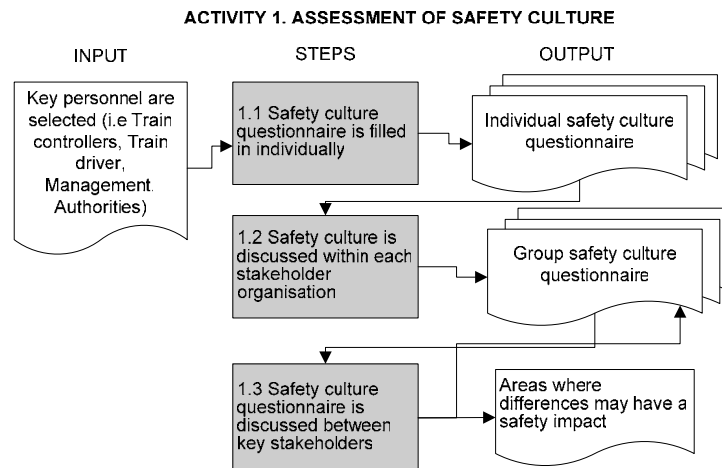 ACTIVITY 1. ASSESSMENT OF SAFETY CULTURE
INPUT
STEPS
OUTPUT
Key personnel are
selected (i.e Train
controllers, Train
driver,
Management.
Authorities)
1.1 Safety culture
questionnaire is filled
in individually
Individual safety culture
questionnaire
1.2 Safety culture is
discussed within each
stakeholder
organisation
Group safety culture
questionnaire
1.3 Safety culture
questionnaire is
discussed between
key stakeholders
Areas where
differences may have a
safety impact